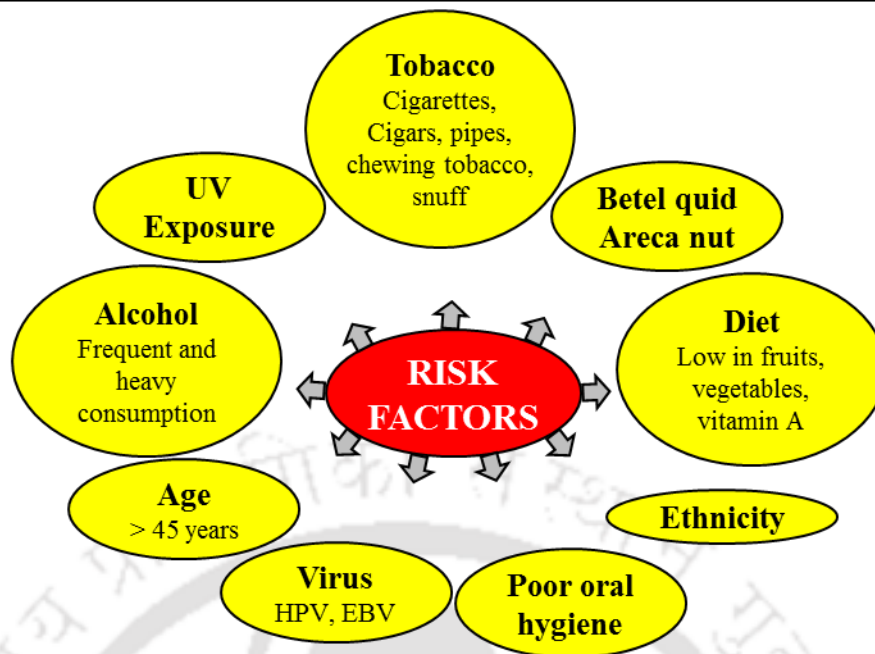 Tobacco
Cigarettes,
Cigars, pipes,
chewing tobacco,
snuff
UV
Exposure
Betel quid
Areca nut
Alcohol
Frequent and
heavy
consumption
RISK
FACTORS
Diet
Low in fruits,
vegetables,
vitamin A
Age
> 45 years
Ethnicity
Virus
HPV, EBV
Poor oral
hygiene